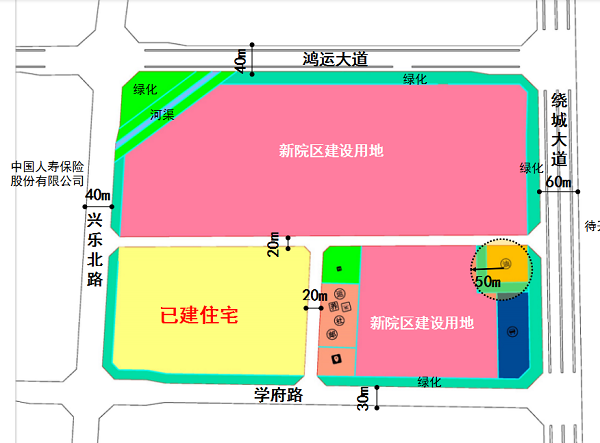 40m
鸿运大道
绿化
绿化
河渠
绕城大道
新院区建设用地
中国人寿保险
股份有限公司
绿化
40m
60m
兴乐北路
待
20m
50m
20m
已建住宅
新院区建设用地
绿化
学府路
30m